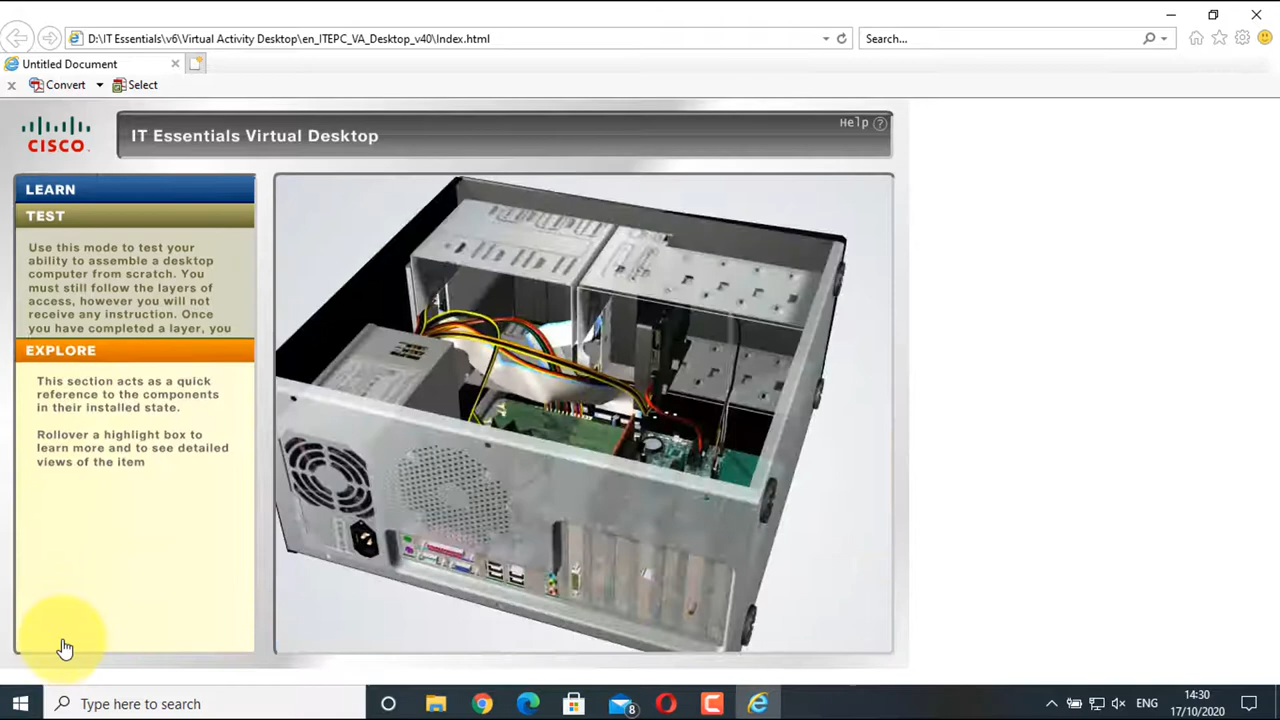 D:\IT Essentials\v6\Virtual Activity Desktop\en_ITEPC_VA_Desktop_v40\Index.html
Search...
Untitled Document
Convert
Select
CISCO
IT Essentials Virtual Desktop
Help ?
LEARN
TEST
Use this mode to test your
ability to assemble a desktop
computer from scratch. You
must still follow the layers of
access, however you will not
receive any instruction. Once
you have completed a layer, you
EXPLORE
This section acts as a quick
reference to the components
in their installed state.
Rollover a highlight box to
learn more and to see detailed
views of the item
Type here to search
8
ENG
14:30
17/10/2020